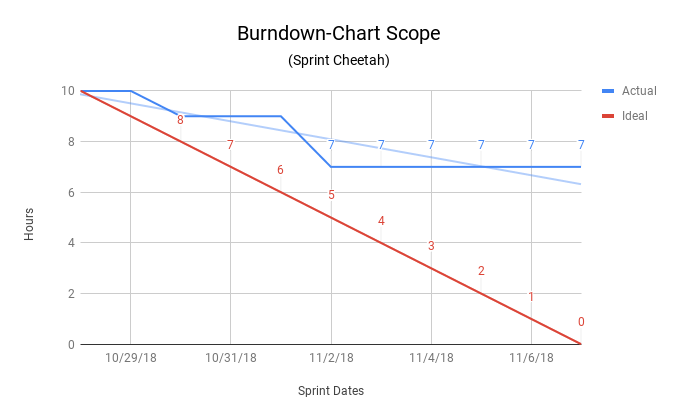 Burndown-Chart Scope
(Sprint Cheetah)
Actual
Ideal
10
8
6
4
2
0
Hours
7 7 7 7 7 7
8
7
6
5
4
3
2
1
0
10/29/18 10/31/18 11/2/18 11/4/18 11/6/18
Sprint Dates